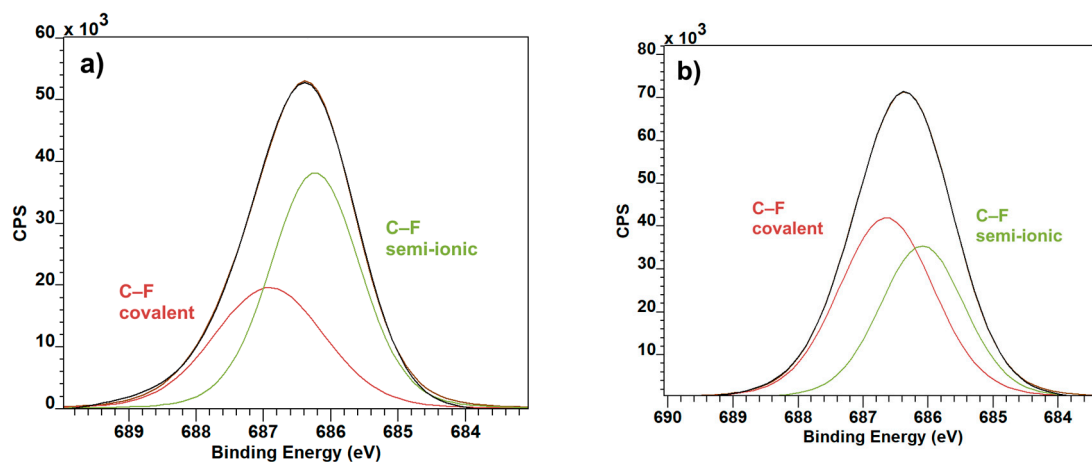 60 x 10³
a)
50
40
30
20
10
0
CPS
C–F
semi-ionic
C–F
covalent
689 688 687 686 685 684
Binding Energy (eV)
80 x 10³
b)
70
60
50
40
30
20
10
CPS
C–F
covalent
C–F
semi-ionic
690 689 688 687 686 685 684
Binding Energy (eV)